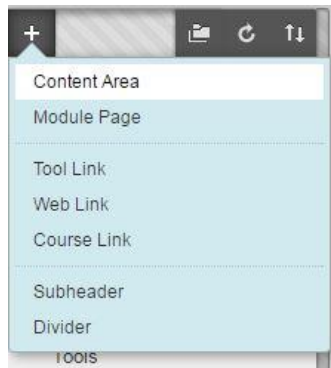 Content Area
Module Page
Tool Link
Web Link
Course Link
Subheader
Divider
Tools